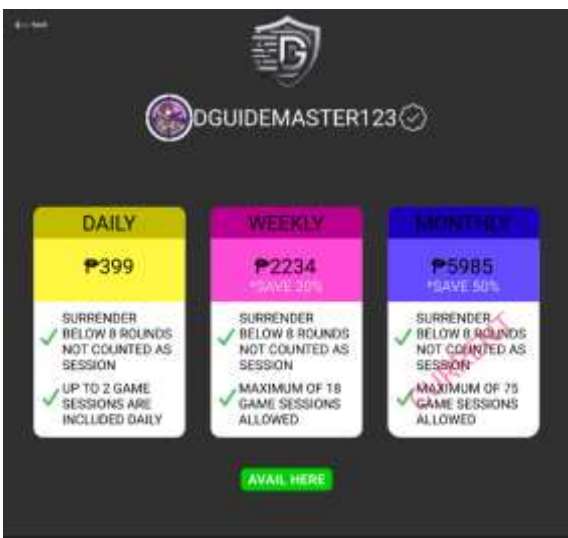 DGUIDEMASTER123
DAILY
₱399
SURRENDER
BELOW 8 ROUNDS
NOT COUNTED AS
SESSION
UP TO 2 GAME
SESSIONS ARE
INCLUDED DAILY
WEEKLY
₱2234
*SAVE 20%
SURRENDER
BELOW 8 ROUNDS
NOT COUNTED AS
SESSION
MAXIMUM OF 18
GAME SESSIONS
ALLOWED
MONTHLY
₱5985
*SAVE 50%
SURRENDER
BELOW 8 ROUNDS
NOT COUNTED AS
SESSION
MAXIMUM OF 75
GAME SESSIONS
ALLOWED
CURRENT
AVAIL HERE